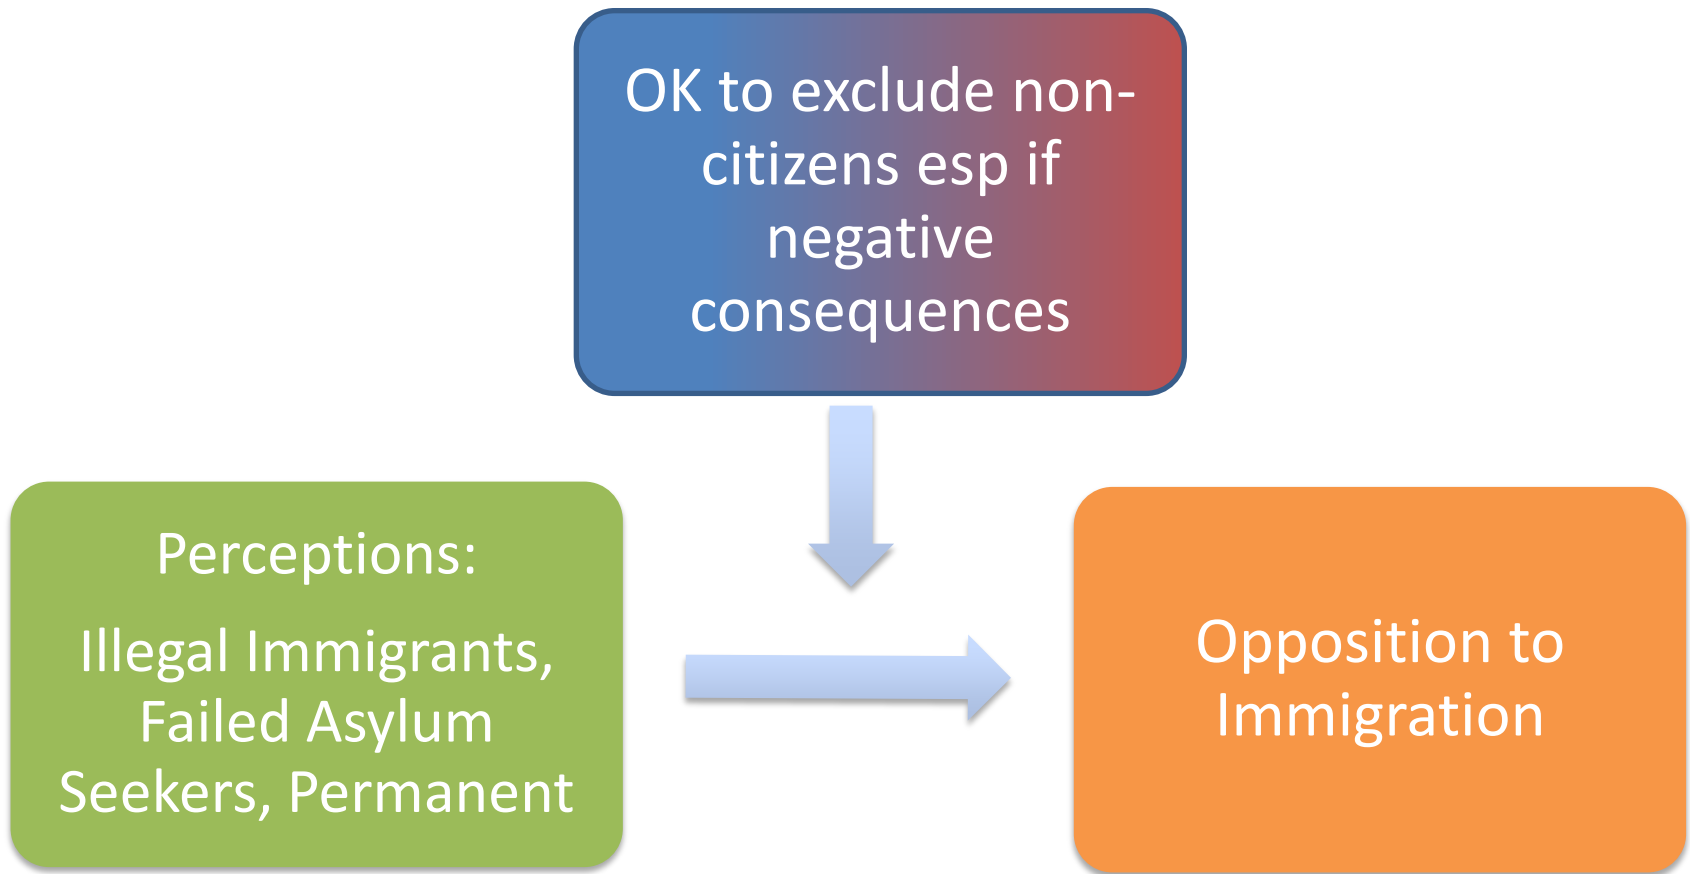 OK to exclude non-
citizens esp if
negative
consequences
Perceptions:
Illegal Immigrants,
Failed Asylum
Seekers, Permanent
Opposition to
Immigration